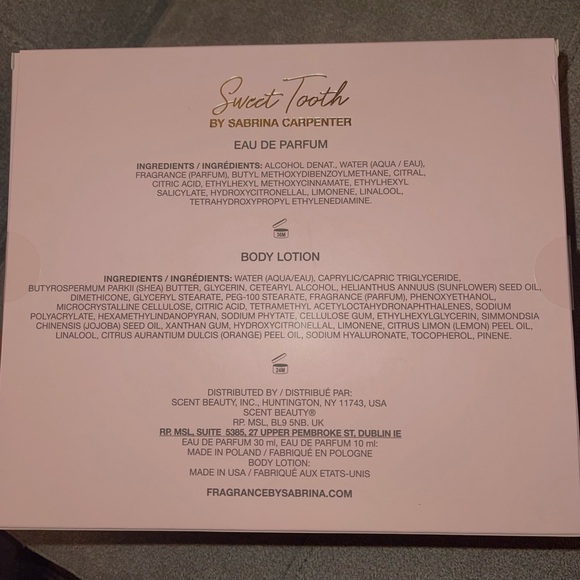 Sweet Tooth
BY SABRINA CARPENTER
EAU DE PARFUM
INGREDIENTS / INGRÉDIENTS: ALCOHOL DENAT., WATER (AQUA / EAU),
FRAGRANCE (PARFUM), BUTYL METHOXYDIBENZOYLMETHANE, CITRAL,
CITRIC ACID, ETHYLHEXYL METHOXYCINNAMATE, ETHYLHEXYL
SALICYLATE, HYDROXYCITRONELLAL, LIMONENE, LINALOOL,
TETRAHYDROXYPROPYL ETHYLENEDIAMINE.
BODY LOTION
INGREDIENTS / INGRÉDIENTS: WATER (AQUA/EAU), CAPRYLIC/CAPRIC TRIGLYCERIDE,
BUTYROSPERMUM PARKII (SHEA) BUTTER, GLYCERIN, CETEARYL ALCOHOL, HELIANTHUS ANNUUS (SUNFLOWER) SEED OIL,
DIMETHICONE, GLYCERYL STEARATE, PEG-100 STEARATE, FRAGRANCE (PARFUM), PHENOXYETHANOL,
MICROCRYSTALLINE CELLULOSE, CITRIC ACID, TETRAMETHYL ACETYLOCTAHYDRONAPHTHALENES, SODIUM
POLYACRYLATE, HEXAMETHYLINDANOPYRAN, SODIUM PHYTATE, CELLULOSE GUM, ETHYLHEXYLGLYCERIN, SIMMONDSIA
CHINENSIS (JOJOBA) SEED OIL, XANTHAN GUM, HYDROXYCITRONELLAL, LIMONENE, CITRUS LIMON (LEMON) PEEL OIL,
LINALOOL, CITRUS AURANTIUM DULCIS (ORANGE) PEEL OIL, SODIUM HYALURONATE, TOCOPHEROL, PINENE.
24M
DISTRIBUTED BY / DISTRIBUÉ PAR:
SCENT BEAUTY, INC., HUNTINGTON, NY 11743, USA
SCENT BEAUTY®
RP. MSL, BL9 5NB. UK
RP. MSL, SUITE 5385, 27 UPPER PEMBROKE ST, DUBLIN IE
EAU DE PARFUM 30 ml, EAU DE PARFUM 10 ml:
MADE IN POLAND / FABRIQUÉ EN POLOGNE
BODY LOTION:
MADE IN USA / FABRIQUÉ AUX ETATS-UNIS
FRAGRANCEBYSABRINA.COM